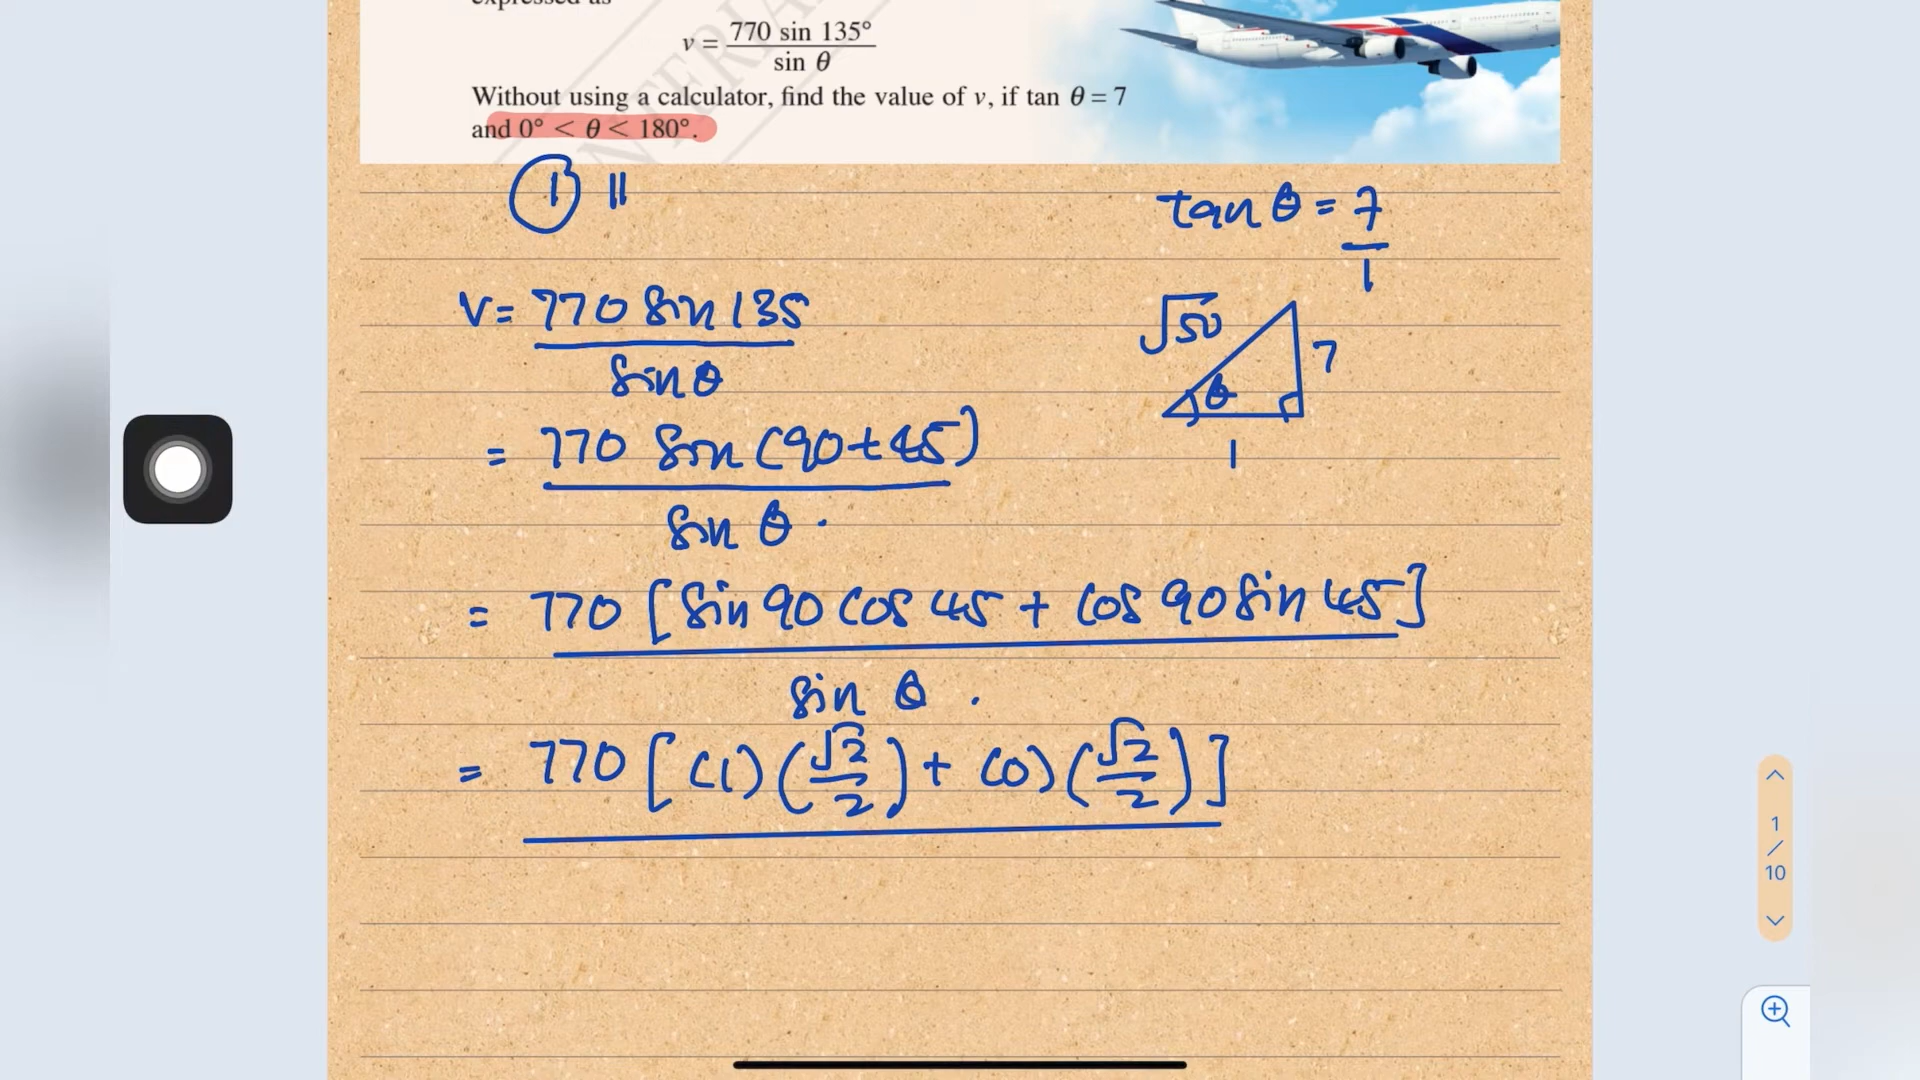 expressed as
v = 770 sin 135° / sin θ
Without using a calculator, find the value of v, if tan θ = 7
and 0° < θ < 180°.
① ||
tan θ = 7/1
v = 770 sin 135 / sin θ
√50
7
θ
1
= 770 sin (90+45) / sin θ .
= 770 [sin 90 cos 45 + cos 90 sin 45] / sin θ .
= 770 [(1)(√2/2) + (0)(√2/2)]
1
/
10